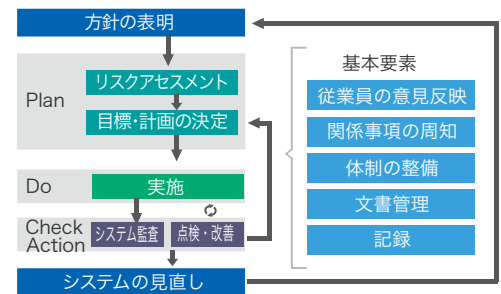 方針の表明
Plan
リスクアセスメント
目標・計画の決定
Do
実施
Check
Action
システム監査
点検・改善
システムの見直し
基本要素
従業員の意見反映
関係事項の周知
体制の整備
文書管理
記録